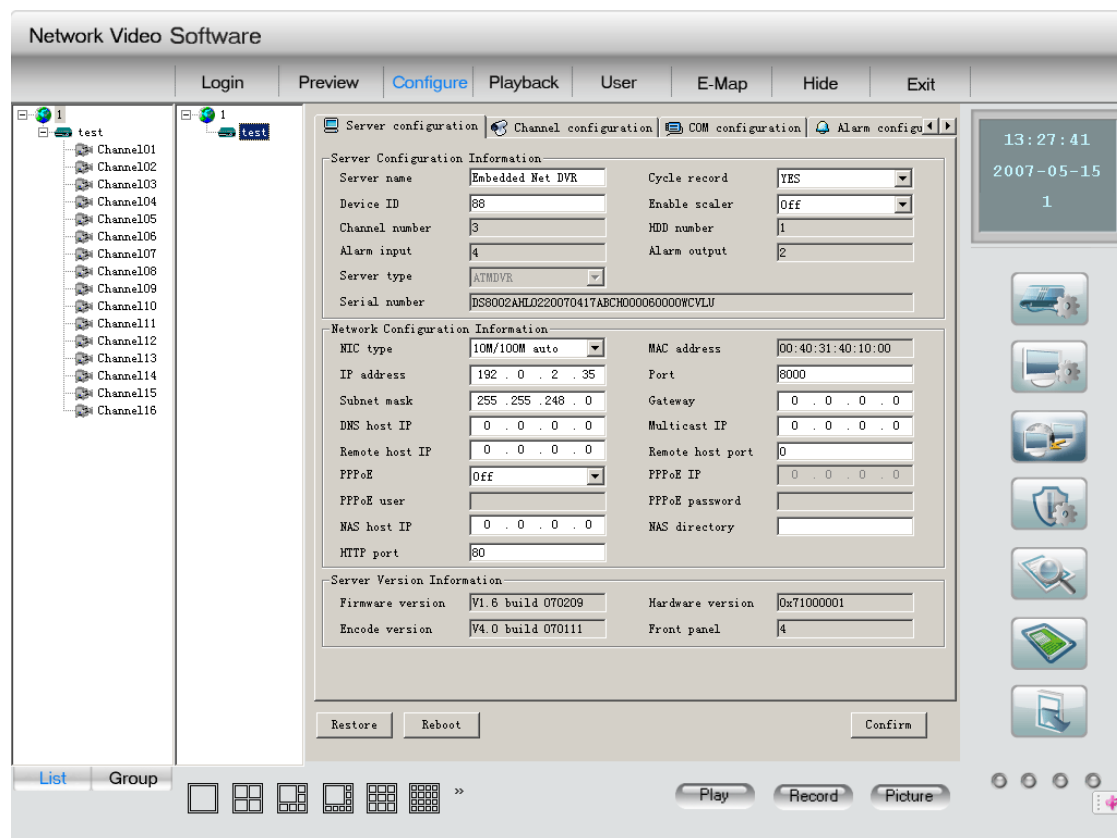 Network Video Software
Login Preview Configure Playback User E-Map Hide Exit
1
test
Channel01
Channel02
Channel03
Channel04
Channel05
Channel06
Channel07
Channel08
Channel09
Channel10
Channel11
Channel12
Channel13
Channel14
Channel15
Channel16
1
test
Server configuration Channel configuration COM configuration Alarm configu
Server Configuration Information
Server name Embedded Net DVR Cycle record YES
Device ID 88 Enable scaler Off
Channel number 3 HDD number 1
Alarm input 4 Alarm output 2
Server type ATMDVR
Serial number DS8002AHL0220070417ABCH000060000WCVLU
Network Configuration Information
NIC type 10M/100M auto MAC address 00:40:31:40:10:00
IP address 192 . 0 . 2 . 35 Port 8000
Subnet mask 255 .255 .248 . 0 Gateway 0 . 0 . 0 . 0
DNS host IP 0 . 0 . 0 . 0 Multicast IP 0 . 0 . 0 . 0
Remote host IP 0 . 0 . 0 . 0 Remote host port 0
PPPoE Off PPPoE IP 0 . 0 . 0 . 0
PPPoE user PPPoE password
NAS host IP 0 . 0 . 0 . 0 NAS directory
HTTP port 80
Server Version Information
Firmware version V1.6 build 070209 Hardware version 0x71000001
Encode version V4.0 build 070111 Front panel 4
Restore Reboot Confirm
13:27:41
2007-05-15
1
List Group
» Play Record Picture